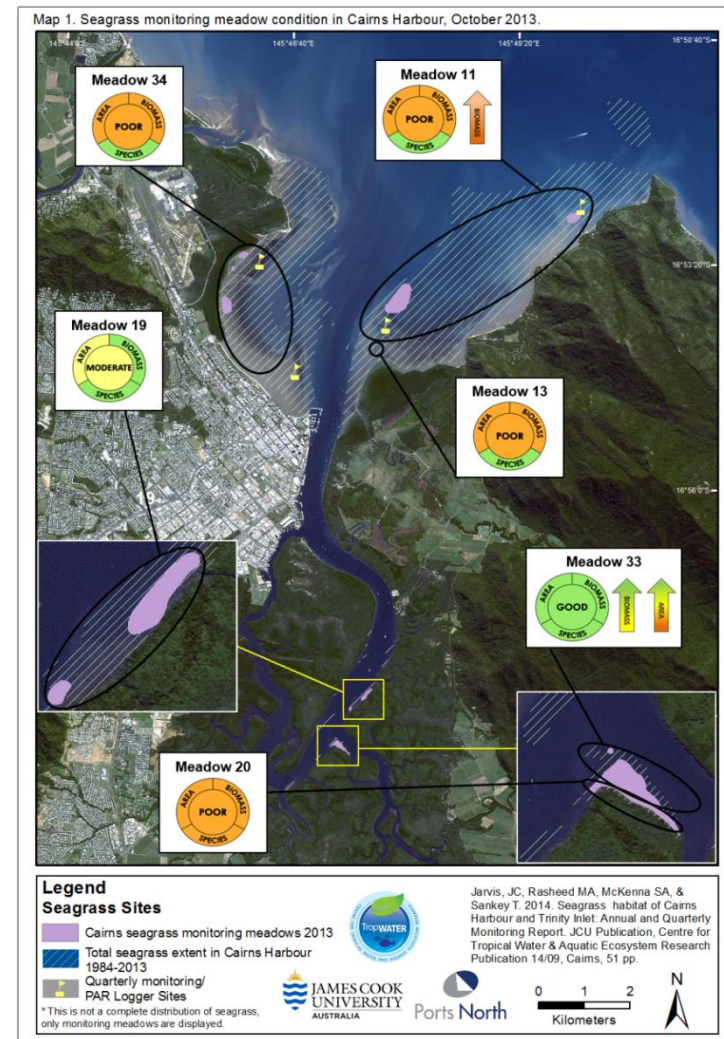 Map 1. Seagrass monitoring meadow condition in Cairns Harbour, October 2013.
145°44'0"E
145°46'40"E
145°49'20"E
16°50'40"S
Meadow 34
AREA
BIOMASS
POOR
SPECIES
Meadow 11
AREA
BIOMASS
POOR
SPECIES
BIOMASS
16°53'20"S
Meadow 19
AREA
BIOMASS
MODERATE
SPECIES
Meadow 13
AREA
BIOMASS
POOR
SPECIES
16°56'0"S
Meadow 33
AREA
BIOMASS
GOOD
SPECIES
BIOMASS
AREA
Meadow 20
AREA
BIOMASS
POOR
SPECIES
Legend
Seagrass Sites
Cairns seagrass monitoring meadows 2013
Total seagrass extent in Cairns Harbour
1984-2013
Quarterly monitoring/
PAR Logger Sites
* This is not a complete distribution of seagrass,
only monitoring meadows are displayed.
TropWATER
JAMES COOK
UNIVERSITY
AUSTRALIA
Ports North
Jarvis, JC, Rasheed MA, McKenna SA, &
Sankey T. 2014. Seagrass habitat of Cairns
Harbour and Trinity Inlet: Annual and Quarterly
Monitoring Report. JCU Publication, Centre for
Tropical Water & Aquatic Ecosystem Research
Publication 14/09, Cairns, 51 pp.
0 1 2
Kilometers
N